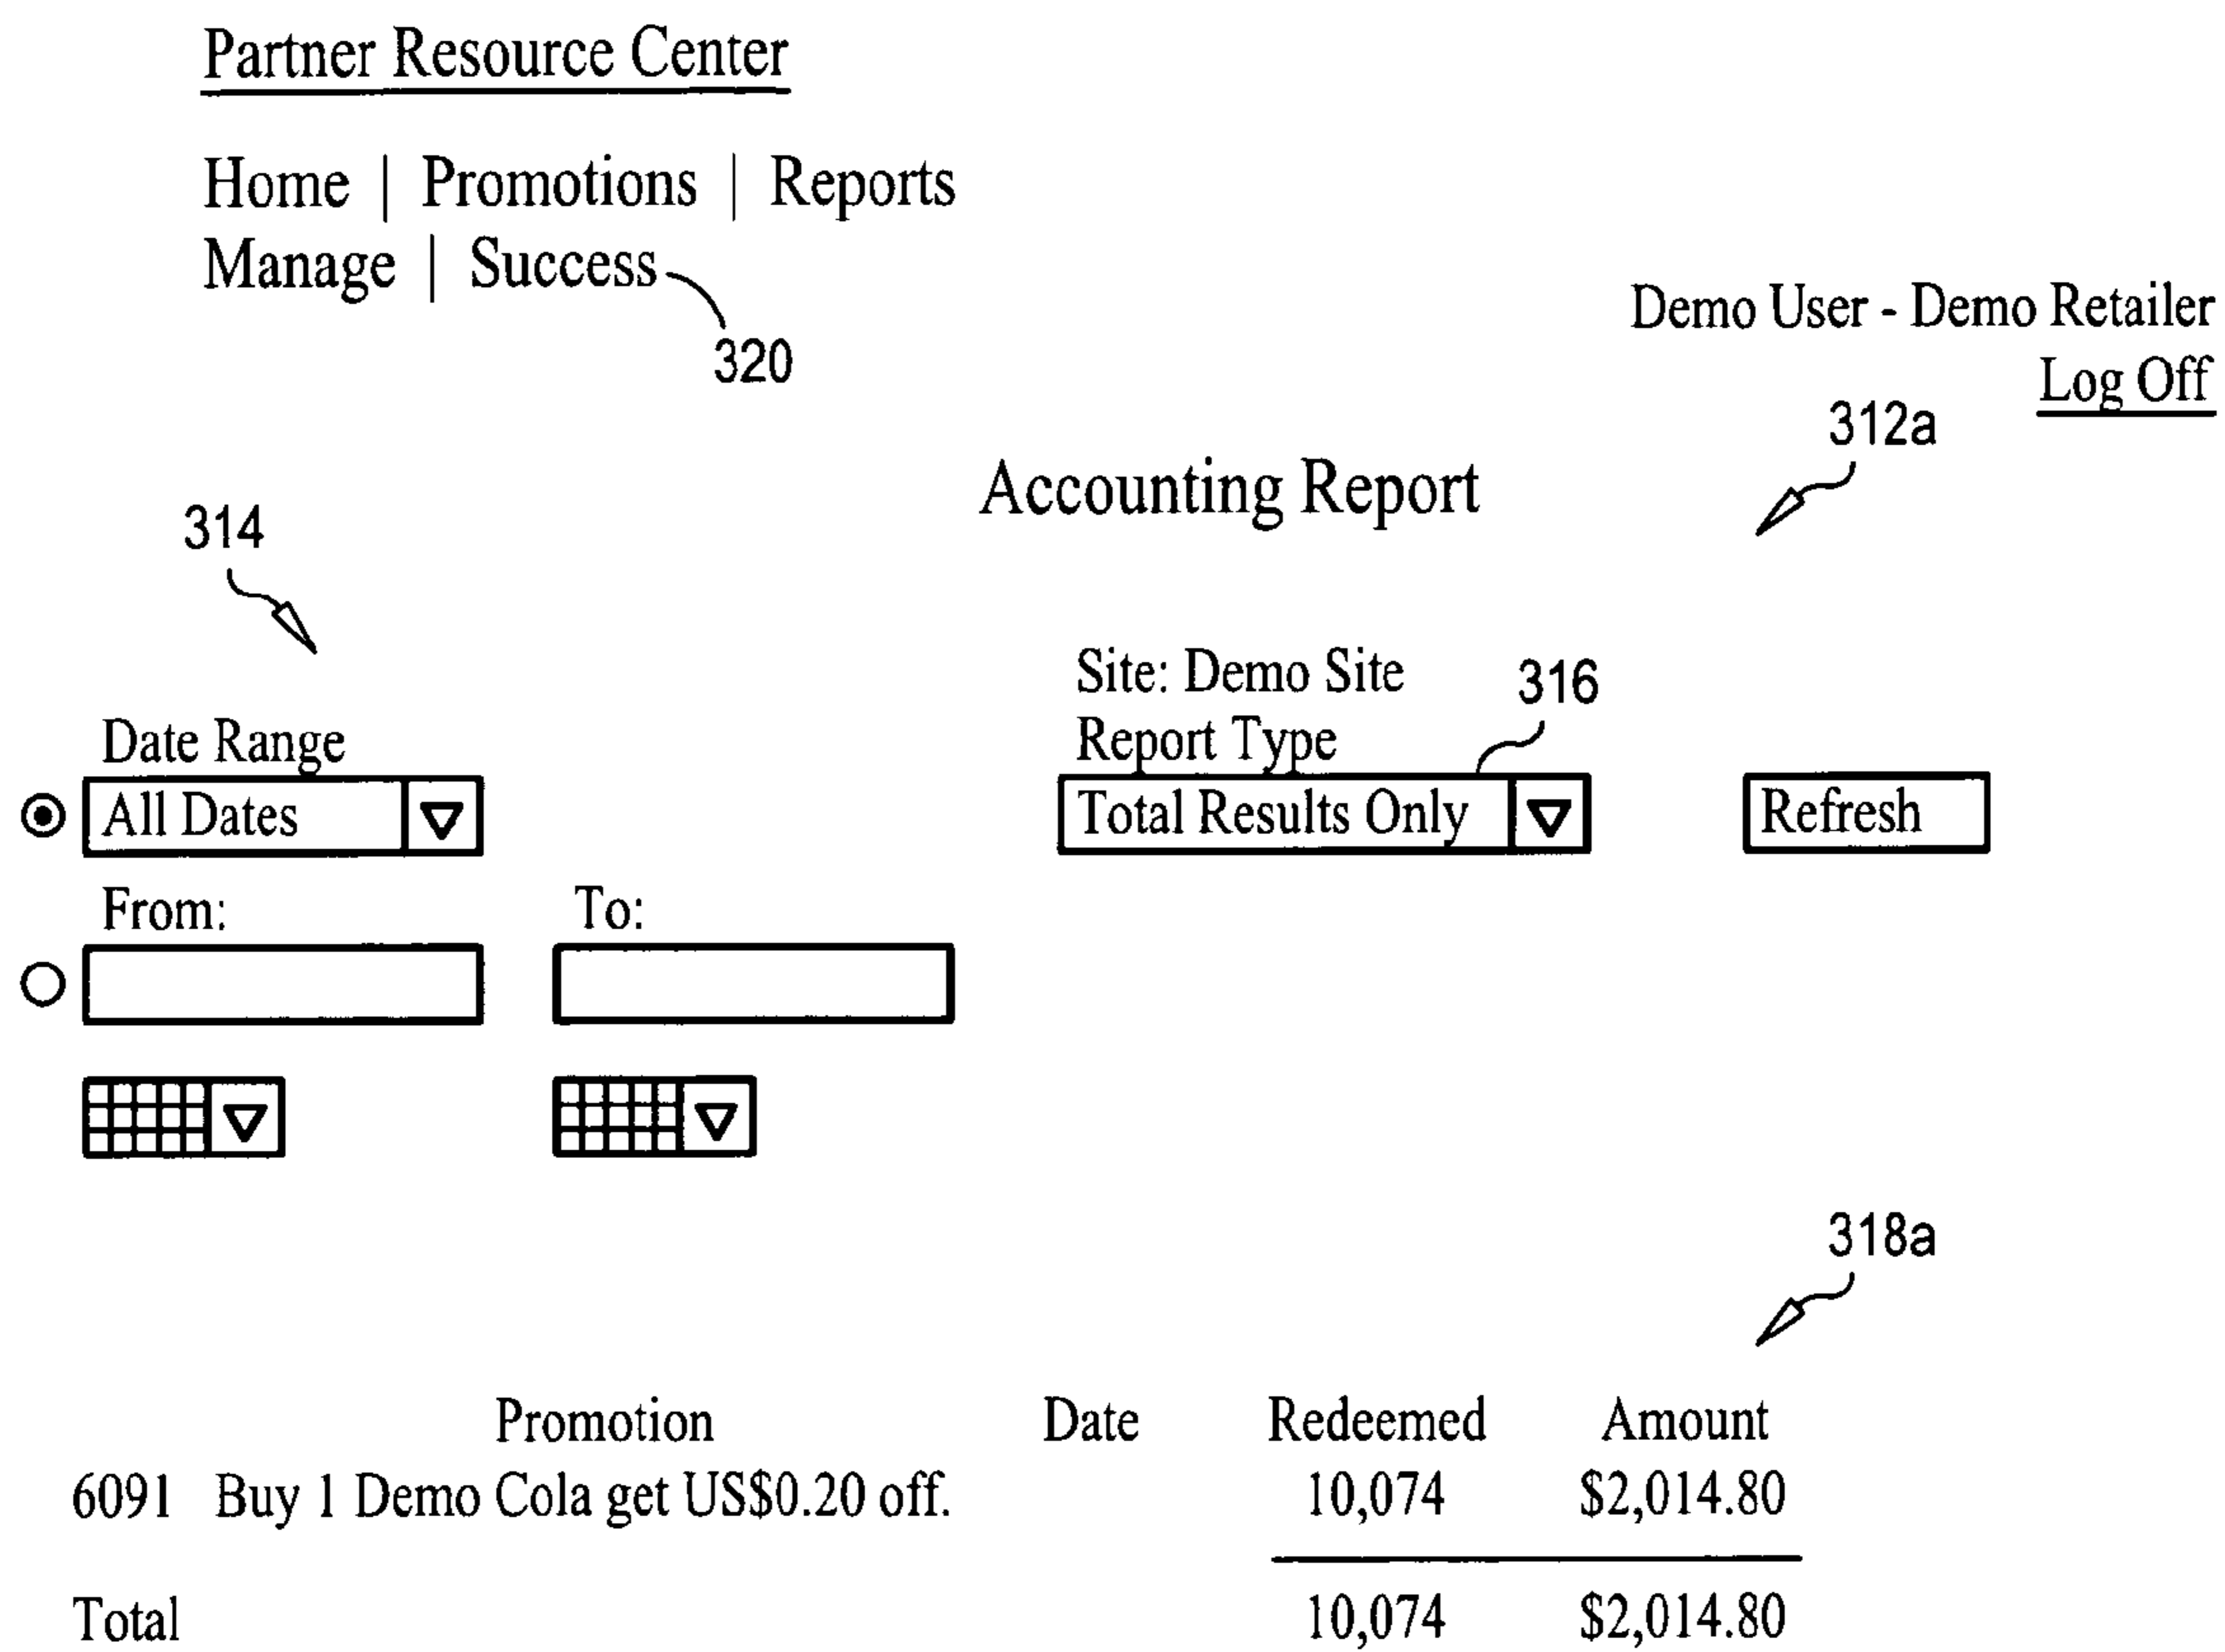 Partner Resource Center
Home | Promotions | Reports
Manage | Success
320
Demo User - Demo Retailer
Log Off
312a
Accounting Report
314
Site: Demo Site
316
Date Range
Report Type
All Dates
Total Results Only
Refresh
From:
To:
318a
Promotion Date Redeemed Amount
6091 Buy 1 Demo Cola get US$0.20 off. 10,074 $2,014.80
Total 10,074 $2,014.80